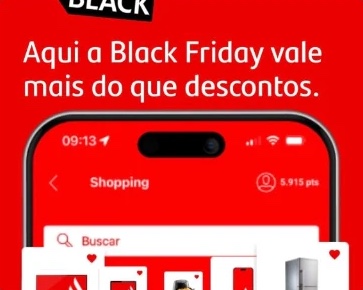 BLACK
Aqui a Black Friday vale
mais do que descontos.
09:13
Shopping
5.915 pts
Buscar